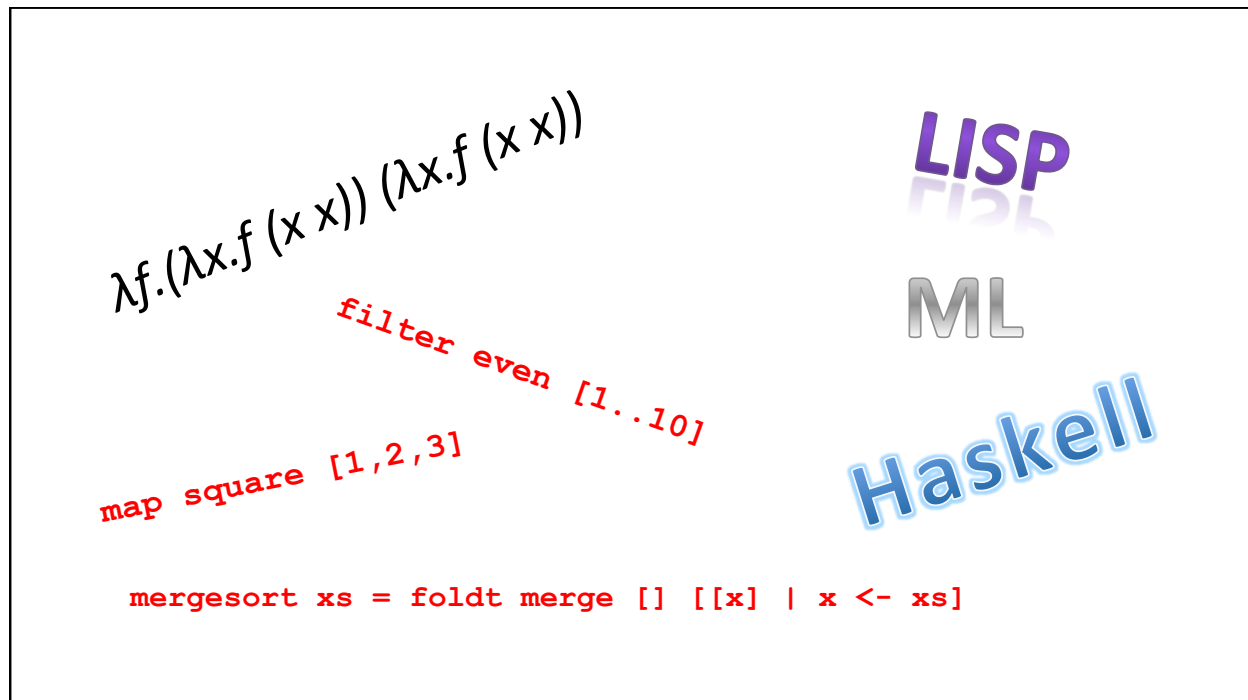 λƒ.(λx.ƒ (x x)) (λx.ƒ (x x))
LISP
ML
filter even [1..10]
Haskell
map square [1,2,3]
mergesort xs = foldt merge [] [[x] | x <- xs]